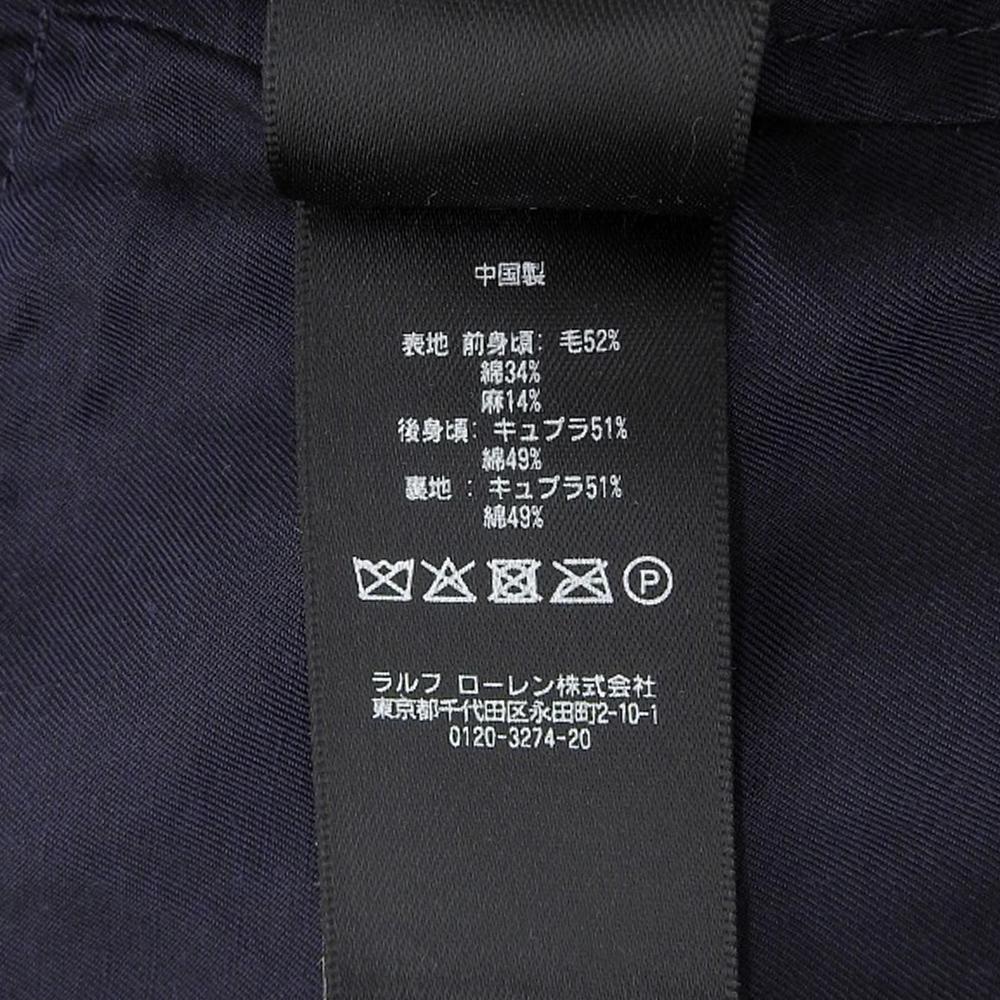 中国製
表地 前身頃: 毛52%
綿34%
麻14%
後身頃: キュプラ51%
綿49%
裏地 : キュプラ51%
綿49%
P
ラルフ ローレン株式会社
東京都千代田区永田町2-10-1
0120-3274-20